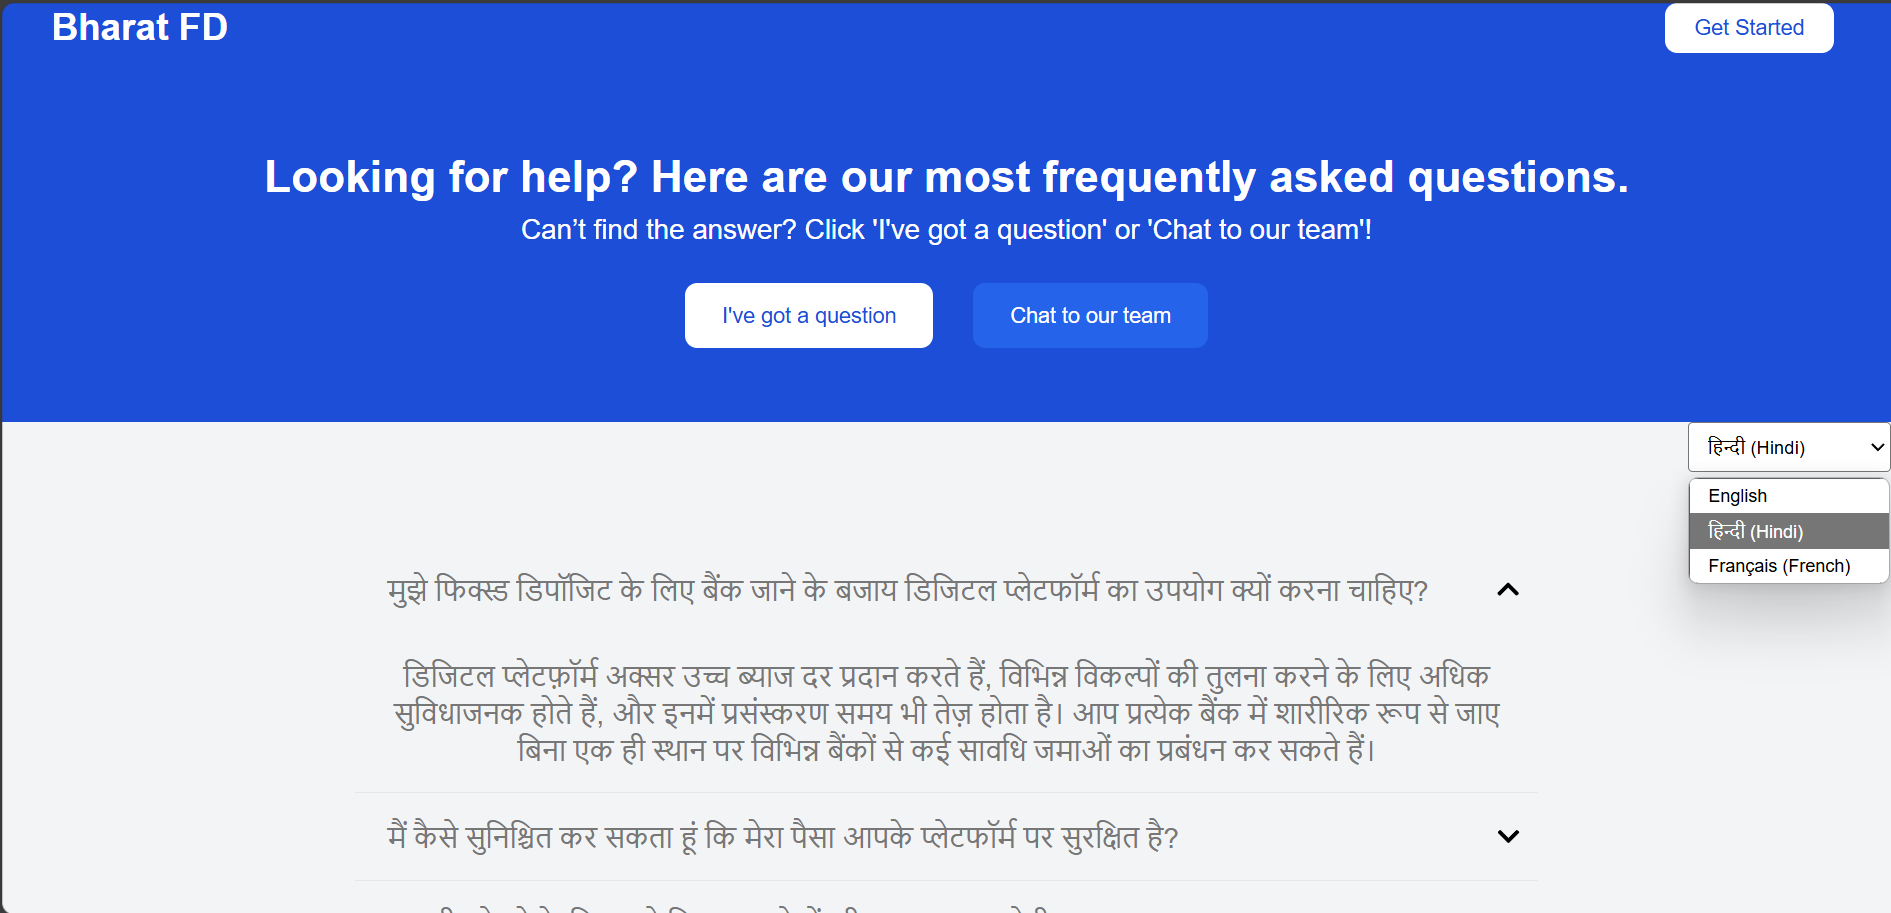 Bharat FD
Get Started
Looking for help? Here are our most frequently asked questions.
Can’t find the answer? Click 'I've got a question' or 'Chat to our team'!
I've got a question
Chat to our team
हिन्दी (Hindi)
English
हिन्दी (Hindi)
Français (French)
मुझे फिक्स्ड डिपॉजिट के लिए बैंक जाने के बजाय डिजिटल प्लेटफॉर्म का उपयोग क्यों करना चाहिए?
डिजिटल प्लेटफ़ॉर्म अक्सर उच्च ब्याज दर प्रदान करते हैं, विभिन्न विकल्पों की तुलना करने के लिए अधिक
सुविधाजनक होते हैं, और इनमें प्रसंस्करण समय भी तेज़ होता है। आप प्रत्येक बैंक में शारीरिक रूप से जाए
बिना एक ही स्थान पर विभिन्न बैंकों से कई सावधि जमाओं का प्रबंधन कर सकते हैं।
मैं कैसे सुनिश्चित कर सकता हूं कि मेरा पैसा आपके प्लेटफॉर्म पर सुरक्षित है?